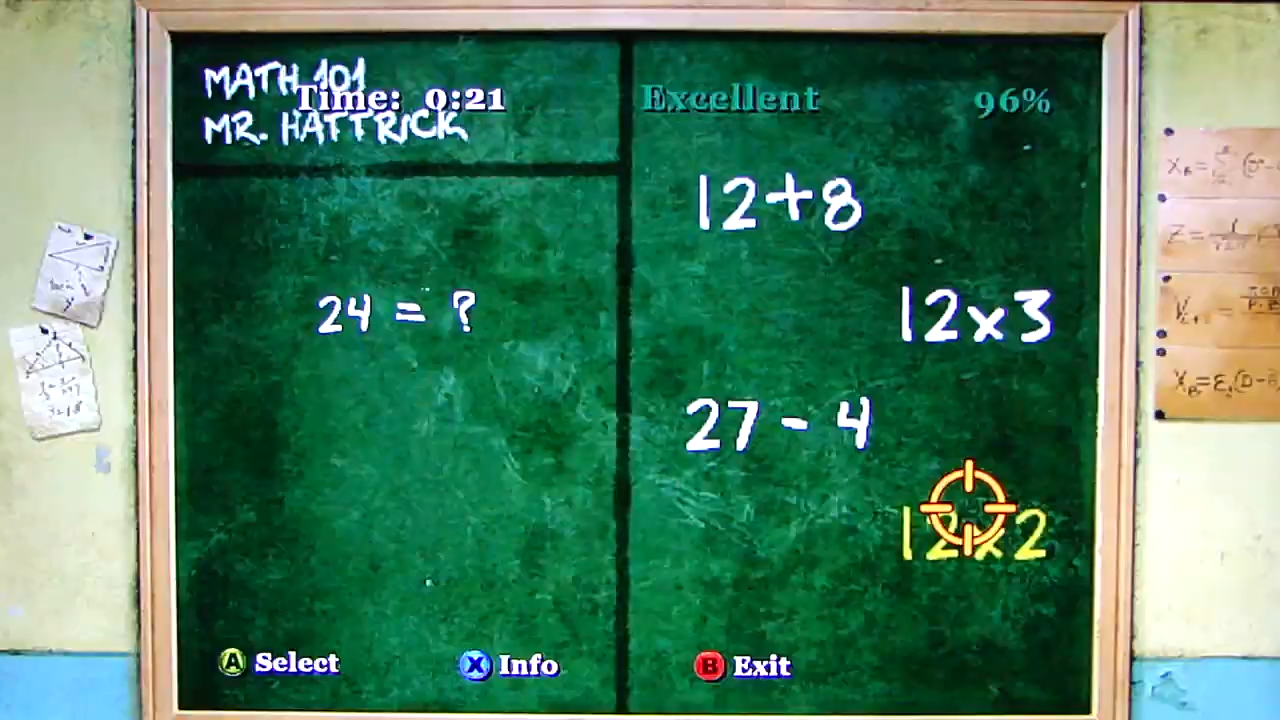 MATH 101
Time: 0:21
MR. HATTRICK
Excellent 96%
12+8
24 = ?
12x3
27 - 4
12x2
A Select
X Info
B Exit